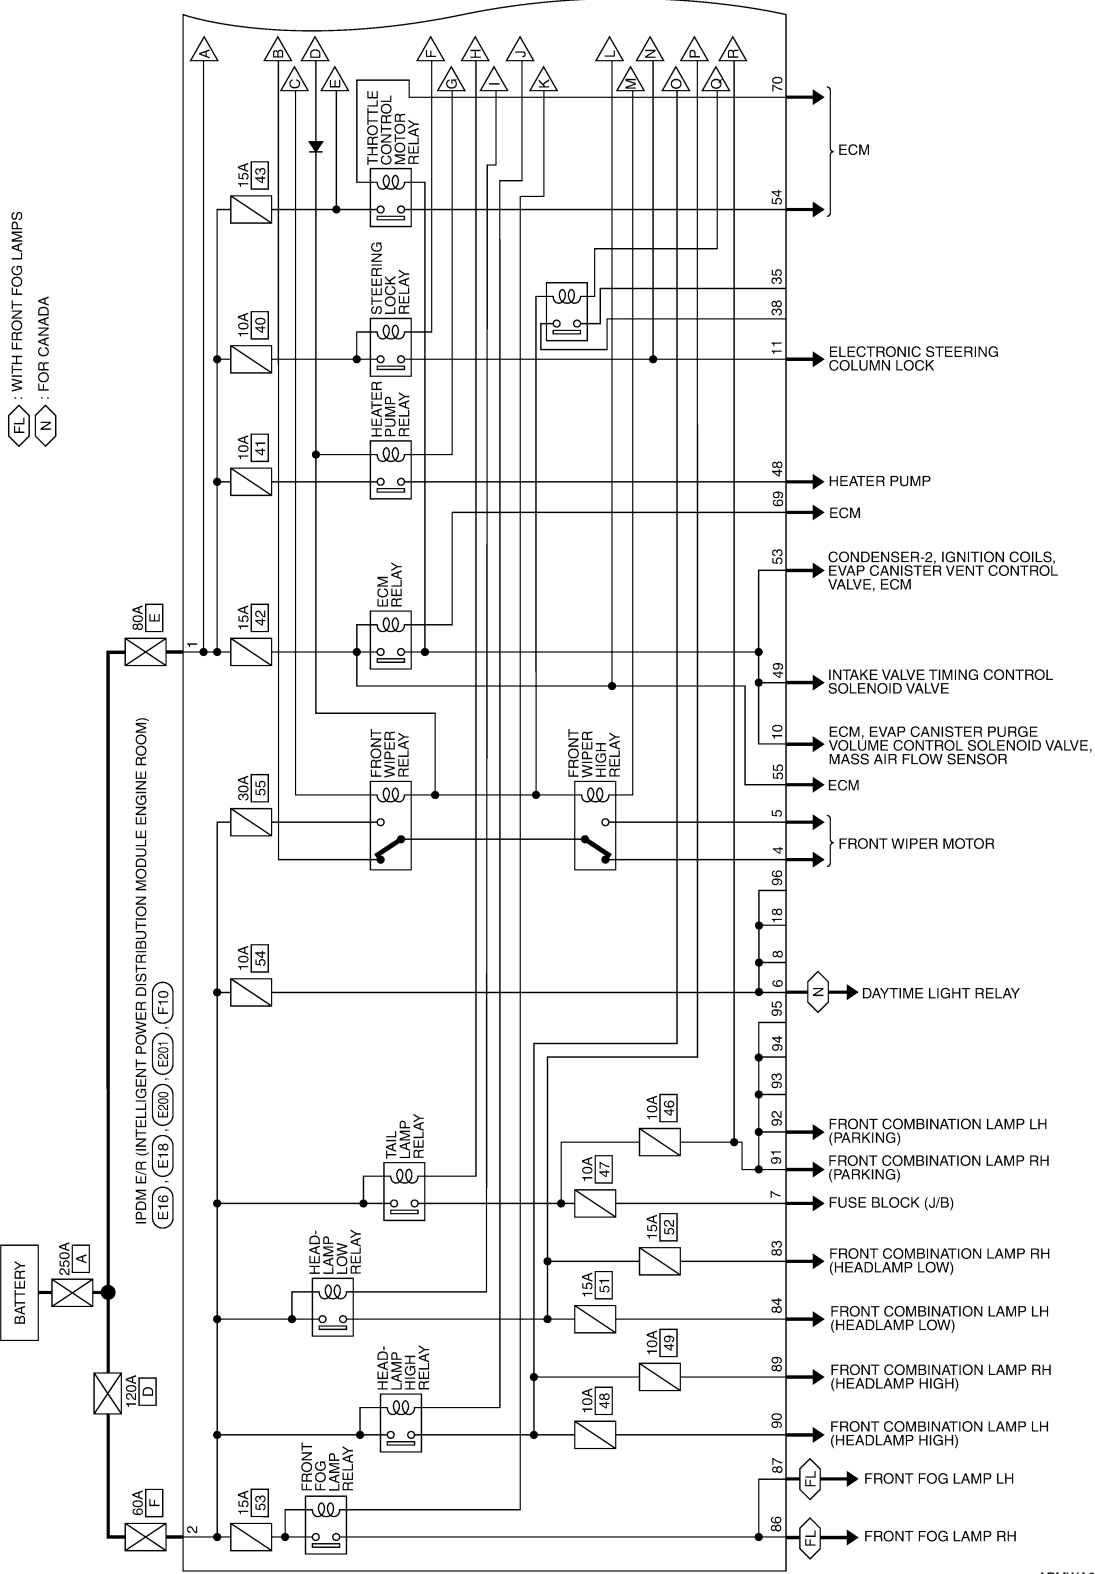 A
B
C
D
E
F
G
H
I
J
K
L
M
N
O
P
Q
R
FL : WITH FRONT FOG LAMPS
N : FOR CANADA
BATTERY
250A
A
80A
E
120A
D
60A
F
IPDM E/R (INTELLIGENT POWER DISTRIBUTION MODULE ENGINE ROOM)
E16 , E18 , E200 , E201 , F10
1
2
15A
43
THROTTLE
CONTROL
MOTOR
RELAY
70
54
ECM
10A
40
STEERING
LOCK
RELAY
35
38
11
ELECTRONIC STEERING
COLUMN LOCK
10A
41
HEATER
PUMP
RELAY
48
HEATER PUMP
69
ECM
15A
42
ECM
RELAY
53
CONDENSER-2, IGNITION COILS,
EVAP CANISTER VENT CONTROL
VALVE, ECM
49
INTAKE VALVE TIMING CONTROL
SOLENOID VALVE
10
ECM, EVAP CANISTER PURGE
VOLUME CONTROL SOLENOID VALVE,
MASS AIR FLOW SENSOR
55
ECM
30A
55
FRONT
WIPER
RELAY
FRONT
WIPER
HIGH
RELAY
5
4
FRONT WIPER MOTOR
96
18
8
10A
54
6
N
DAYTIME LIGHT RELAY
95
94
93
92
FRONT COMBINATION LAMP LH
(PARKING)
91
FRONT COMBINATION LAMP RH
(PARKING)
TAIL
LAMP
RELAY
10A
46
10A
47
7
FUSE BLOCK (J/B)
HEAD-
LAMP
LOW
RELAY
15A
52
83
FRONT COMBINATION LAMP RH
(HEADLAMP LOW)
15A
51
84
FRONT COMBINATION LAMP LH
(HEADLAMP LOW)
HEAD-
LAMP
HIGH
RELAY
10A
49
89
FRONT COMBINATION LAMP RH
(HEADLAMP HIGH)
10A
48
90
FRONT COMBINATION LAMP LH
(HEADLAMP HIGH)
87
FL
FRONT FOG LAMP LH
15A
53
FRONT
FOG
LAMP
RELAY
86
FL
FRONT FOG LAMP RH